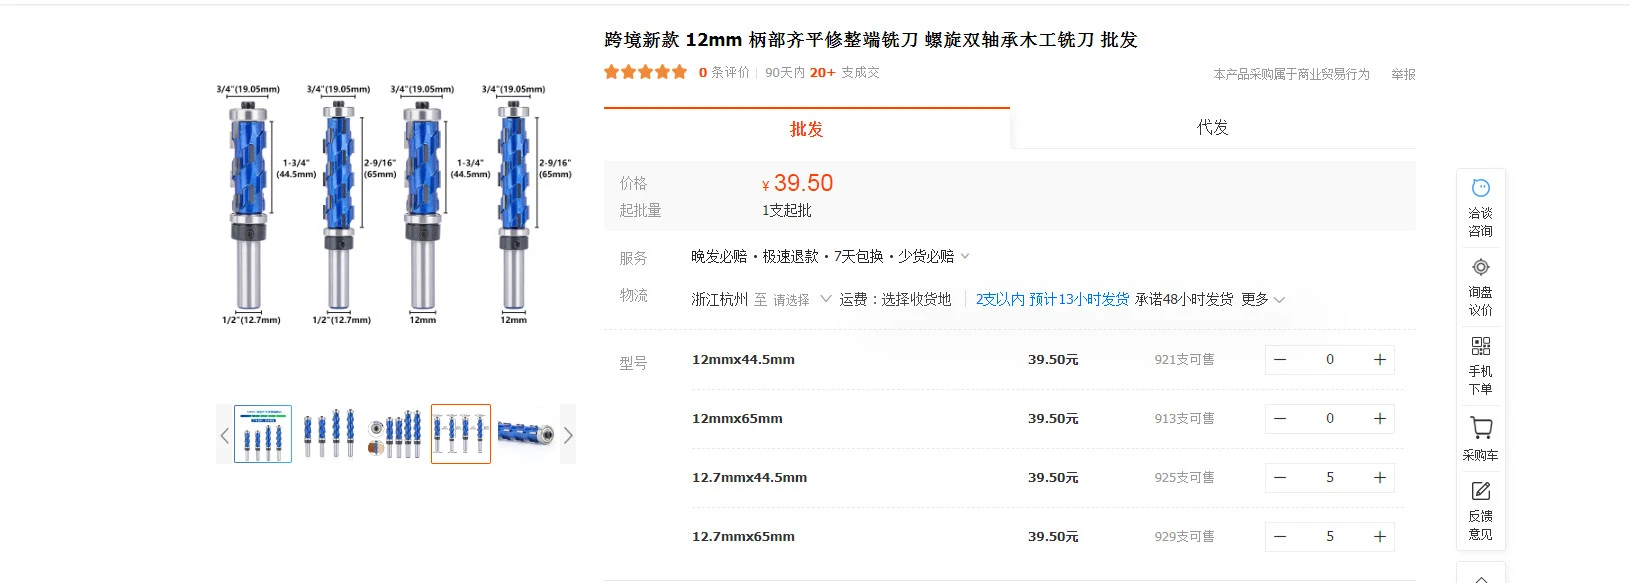 跨境新款 12mm 柄部齐平修整端铣刀 螺旋双轴承木工铣刀 批发
0 条评价 90天内 20+ 支成交
本产品采购属于商业贸易行为 举报
批发
代发
价格
¥ 39.50
起批量
1支起批
服务
晚发必赔 · 极速退款 · 7天包换 · 少货必赔
物流
浙江杭州 至 请选择 运费：选择收货地 2支以内 预计13小时发货 承诺48小时发货 更多
型号
12mmx44.5mm 39.50元 921支可售 − 0 +
12mmx65mm 39.50元 913支可售 − 0 +
12.7mmx44.5mm 39.50元 925支可售 − 5 +
12.7mmx65mm 39.50元 929支可售 − 5 +
3/4"(19.05mm) 3/4"(19.05mm) 3/4"(19.05mm) 3/4"(19.05mm)
1-3/4" 2-9/16" 1-3/4" 2-9/16"
(44.5mm) (65mm) (44.5mm) (65mm)
1/2"(12.7mm) 1/2"(12.7mm) 12mm 12mm
洽谈
咨询
询盘
议价
手机
下单
采购车
反馈
意见